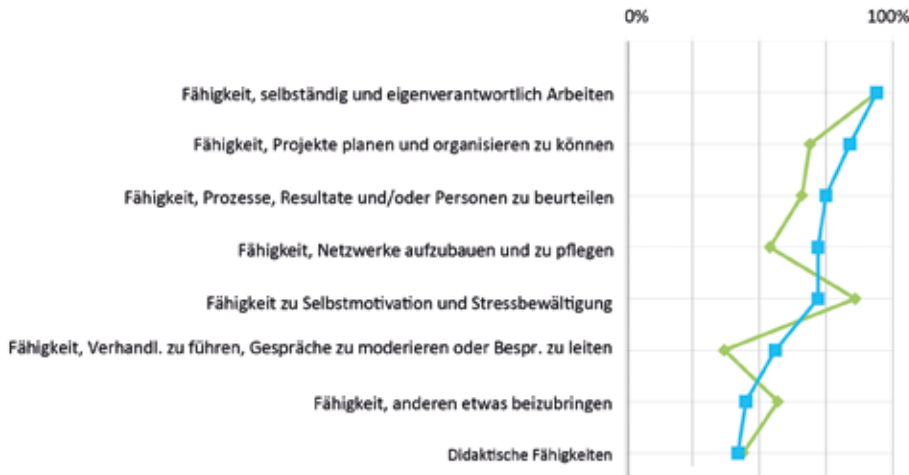 0% 100%
Fähigkeit, selbständig und eigenverantwortlich Arbeiten
Fähigkeit, Projekte planen und organisieren zu können
Fähigkeit, Prozesse, Resultate und/oder Personen zu beurteilen
Fähigkeit, Netzwerke aufzubauen und zu pflegen
Fähigkeit zu Selbstmotivation und Stressbewältigung
Fähigkeit, Verhandl. zu führen, Gespräche zu moderieren oder Bespr. zu leiten
Fähigkeit, anderen etwas beizubringen
Didaktische Fähigkeiten